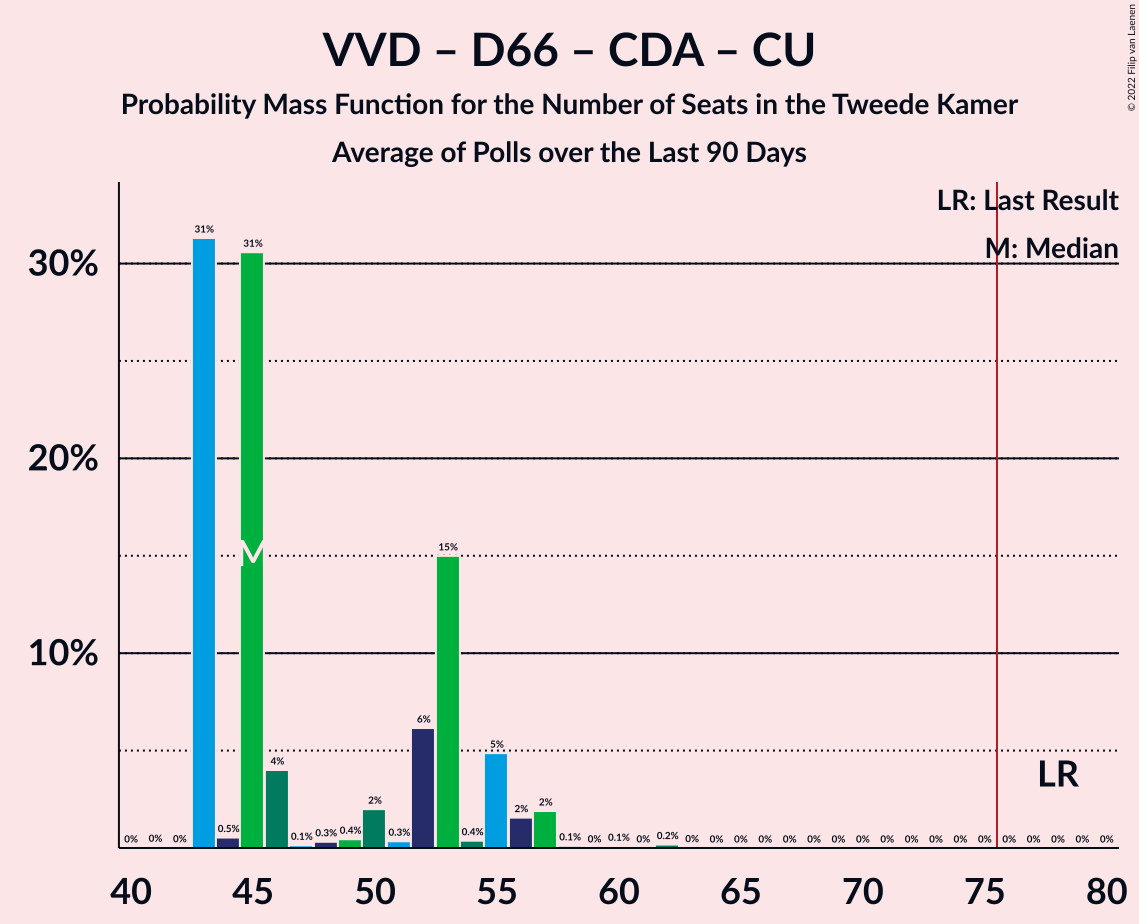 © 2022 Filip van Laenen
VVD – D66 – CDA – CU
Probability Mass Function for the Number of Seats in the Tweede Kamer
Average of Polls over the Last 90 Days
LR: Last Result
M: Median
30%
20%
10%
0% 0% 0% 31% 0.5% 31% 4% 0.1% 0.3% 0.4% 2% 0.3% 6% 15% 0.4% 5% 2% 2% 0.1% 0% 0.1% 0% 0.2% 0% 0% 0% 0% 0% 0% 0% 0% 0% 0% 0% 0% 0% 0% 0% 0% 0% 0%
M
LR
40 45 50 55 60 65 70 75 80